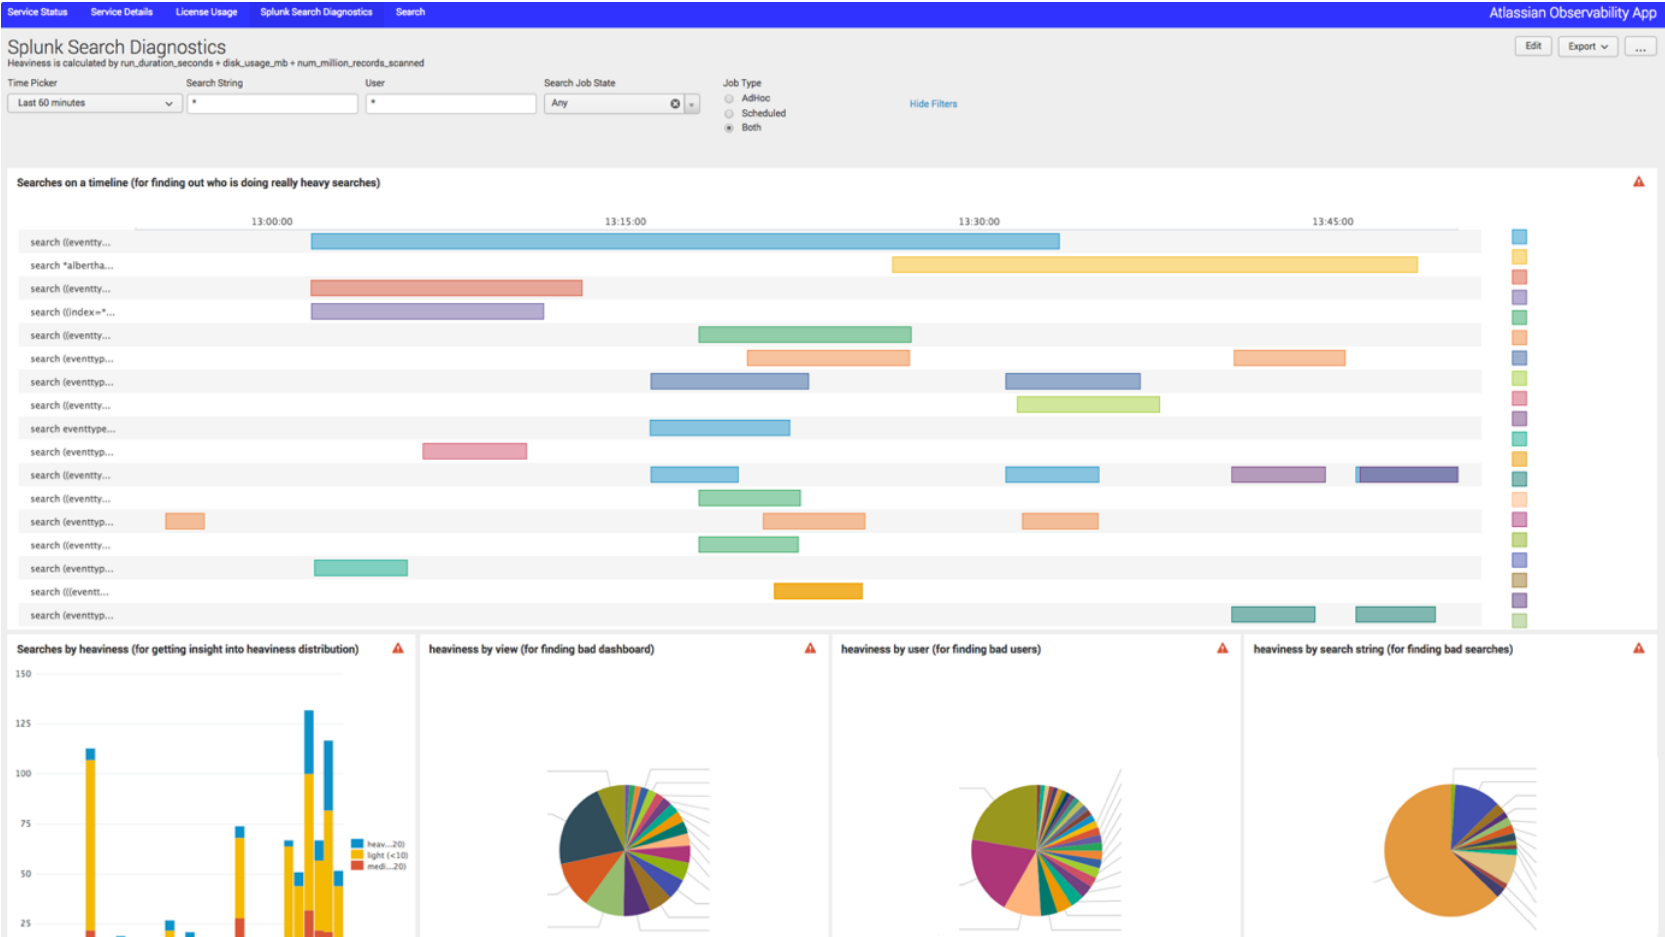 Service Status Service Details License Usage Splunk Search Diagnostics Search Atlassian Observability App
Splunk Search Diagnostics Edit Export ...
Heaviness is calculated by run_duration_seconds + disk_usage_mb + num_million_records_scanned
Time Picker Search String User Search Job State Job Type
Last 60 minutes * * Any AdHoc Hide Filters
Scheduled
Both
Searches on a timeline (for finding out who is doing really heavy searches)
13:00:00 13:15:00 13:30:00 13:45:00
search ((eventty...
search *albertha...
search ((eventty...
search ((index=*...
search ((eventty...
search (eventtyp...
search (eventtyp...
search ((eventty...
search eventtype...
search (eventtyp...
search ((eventty...
search ((eventty...
search (eventtyp...
search ((eventty...
search (eventtyp...
search (((eventt...
search (eventtyp...
Searches by heaviness (for getting insight into heaviness distribution) heaviness by view (for finding bad dashboard) heaviness by user (for finding bad users) heaviness by search string (for finding bad searches)
150
125
100
75
50
25
heav...20)
light (<10)
medi...20)